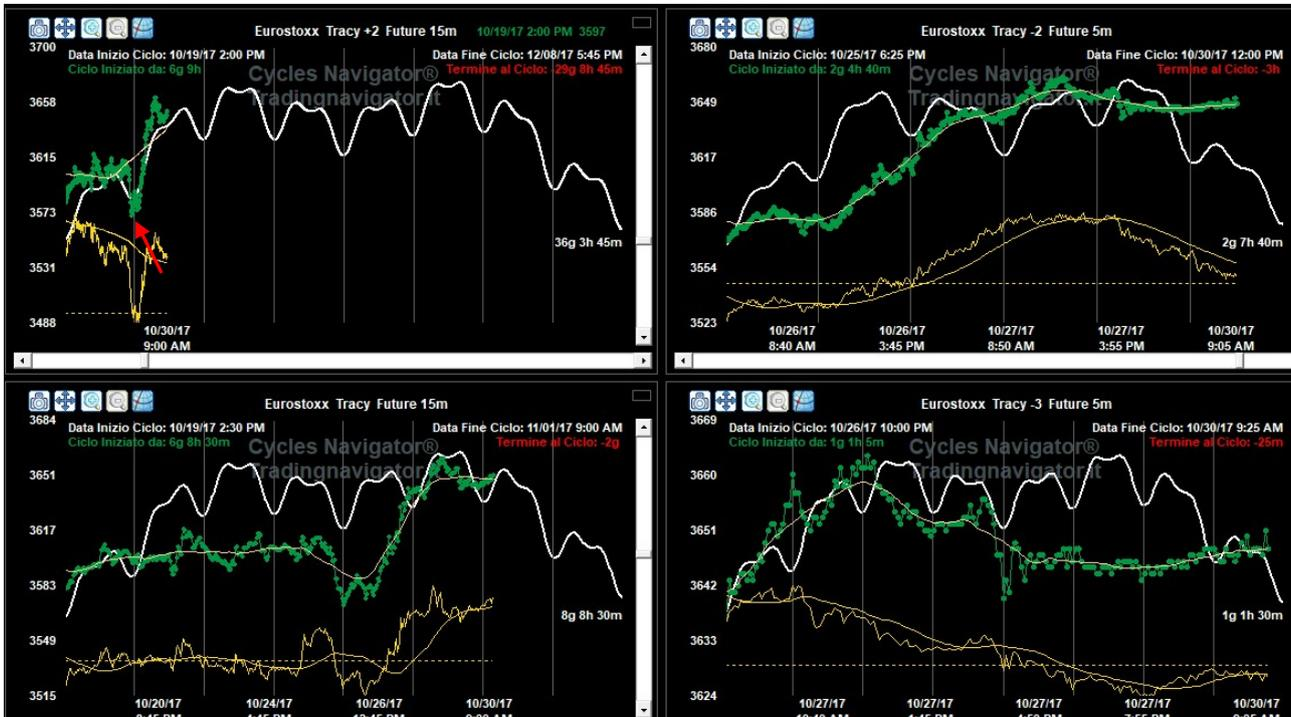 Eurostoxx Tracy +2 Future 15m 10/19/17 2:00 PM 3597
Data Inizio Ciclo: 10/19/17 2:00 PM Data Fine Ciclo: 12/08/17 5:45 PM
Ciclo Iniziato da: 6g 9h Termine al Ciclo: -29g 8h 45m
Cycles Navigator®
Tradingnavigator.it
3700
3658
3615
3573
3531
3488
36g 3h 45m
10/30/17
9:00 AM
Eurostoxx Tracy -2 Future 5m
Data Inizio Ciclo: 10/25/17 6:25 PM Data Fine Ciclo: 10/30/17 12:00 PM
Ciclo Iniziato da: 2g 4h 40m Termine al Ciclo: -3h
Cycles Navigator®
Tradingnavigator.it
3680
3649
3617
3586
3554
3523
2g 7h 40m
10/26/17 10/26/17 10/27/17 10/27/17 10/30/17
8:40 AM 3:45 PM 8:50 AM 3:55 PM 9:05 AM
Eurostoxx Tracy Future 15m
Data Inizio Ciclo: 10/19/17 2:30 PM Data Fine Ciclo: 11/01/17 9:00 AM
Ciclo Iniziato da: 6g 8h 30m Termine al Ciclo: -2g
Cycles Navigator®
Tradingnavigator.it
3684
3651
3617
3583
3549
3515
8g 8h 30m
10/20/17 10/24/17 10/26/17 10/30/17
Eurostoxx Tracy -3 Future 5m
Data Inizio Ciclo: 10/26/17 10:00 PM Data Fine Ciclo: 10/30/17 9:25 AM
Ciclo Iniziato da: 1g 1h 5m Termine al Ciclo: -25m
Cycles Navigator®
Tradingnavigator.it
3669
3660
3651
3642
3633
3624
1g 1h 30m
10/27/17 10/27/17 10/27/17 10/27/17 10/30/17